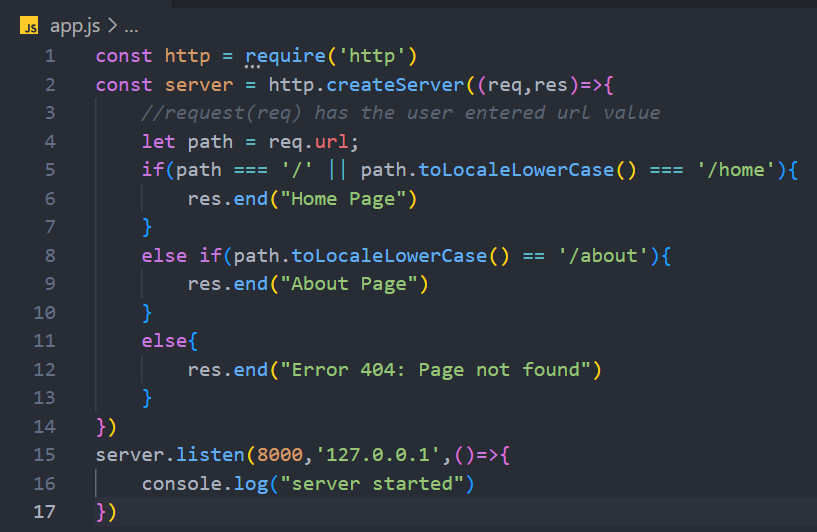 JS app.js > ...
1 const http = require('http')
2 const server = http.createServer((req,res)=>{
3 //request(req) has the user entered url value
4 let path = req.url;
5 if(path === '/' || path.toLocaleLowerCase() === '/home'){
6 res.end("Home Page")
7 }
8 else if(path.toLocaleLowerCase() == '/about'){
9 res.end("About Page")
10 }
11 else{
12 res.end("Error 404: Page not found")
13 }
14 })
15 server.listen(8000,'127.0.0.1',()=>{
16 console.log("server started")
17 })